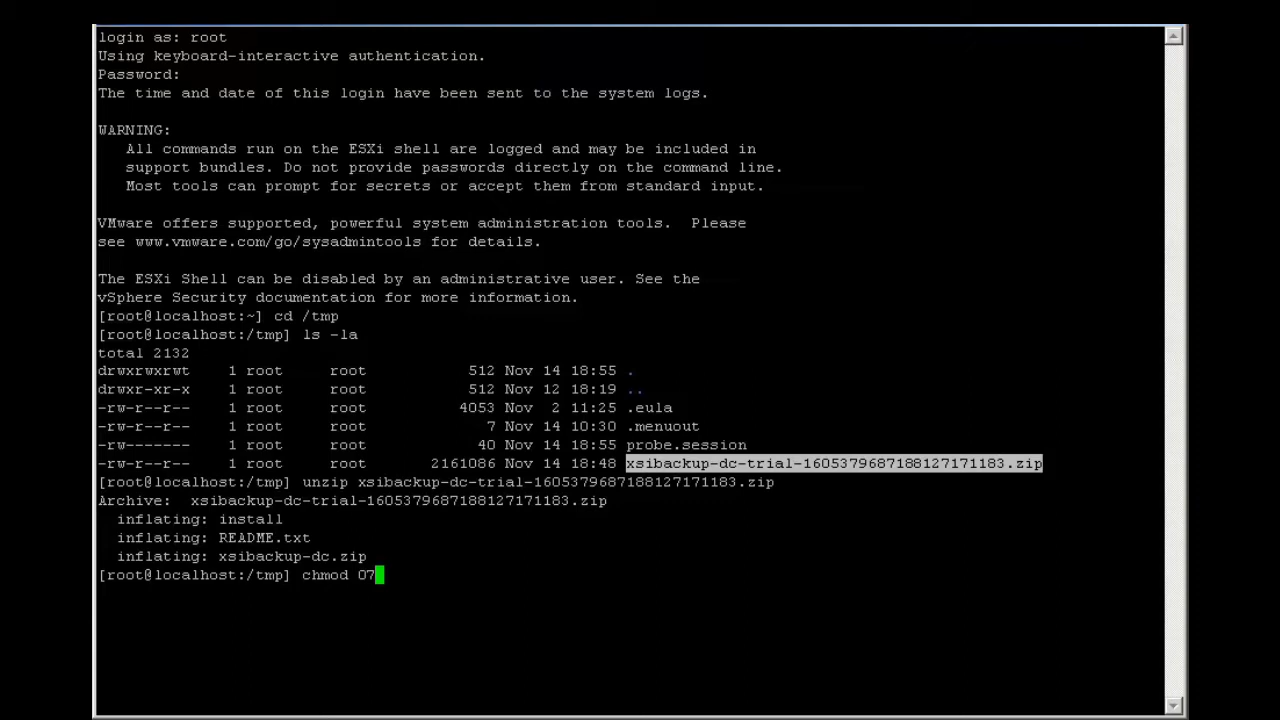 login as: root
Using keyboard-interactive authentication.
Password:
The time and date of this login have been sent to the system logs.
WARNING:
All commands run on the ESXi shell are logged and may be included in
support bundles. Do not provide passwords directly on the command line.
Most tools can prompt for secrets or accept them from standard input.
VMware offers supported, powerful system administration tools.  Please
see www.vmware.com/go/sysadmintools for details.
The ESXi Shell can be disabled by an administrative user. See the
vSphere Security documentation for more information.
[root@localhost:~] cd /tmp
[root@localhost:/tmp] ls -la
total 2132
drwxrwxrwt    1 root     root           512 Nov 14 18:55 .
drwxr-xr-x    1 root     root           512 Nov 12 18:19 ..
-rw-r--r--    1 root     root          4053 Nov  2 11:25 .eula
-rw-r--r--    1 root     root             7 Nov 14 10:30 .menuout
-rw-------    1 root     root            40 Nov 14 18:55 probe.session
-rw-r--r--    1 root     root       2161086 Nov 14 18:48 xsibackup-dc-trial-1605379687188127171183.zip
[root@localhost:/tmp] unzip xsibackup-dc-trial-1605379687188127171183.zip
Archive:  xsibackup-dc-trial-1605379687188127171183.zip
inflating: install
inflating: README.txt
inflating: xsibackup-dc.zip
[root@localhost:/tmp] chmod 07